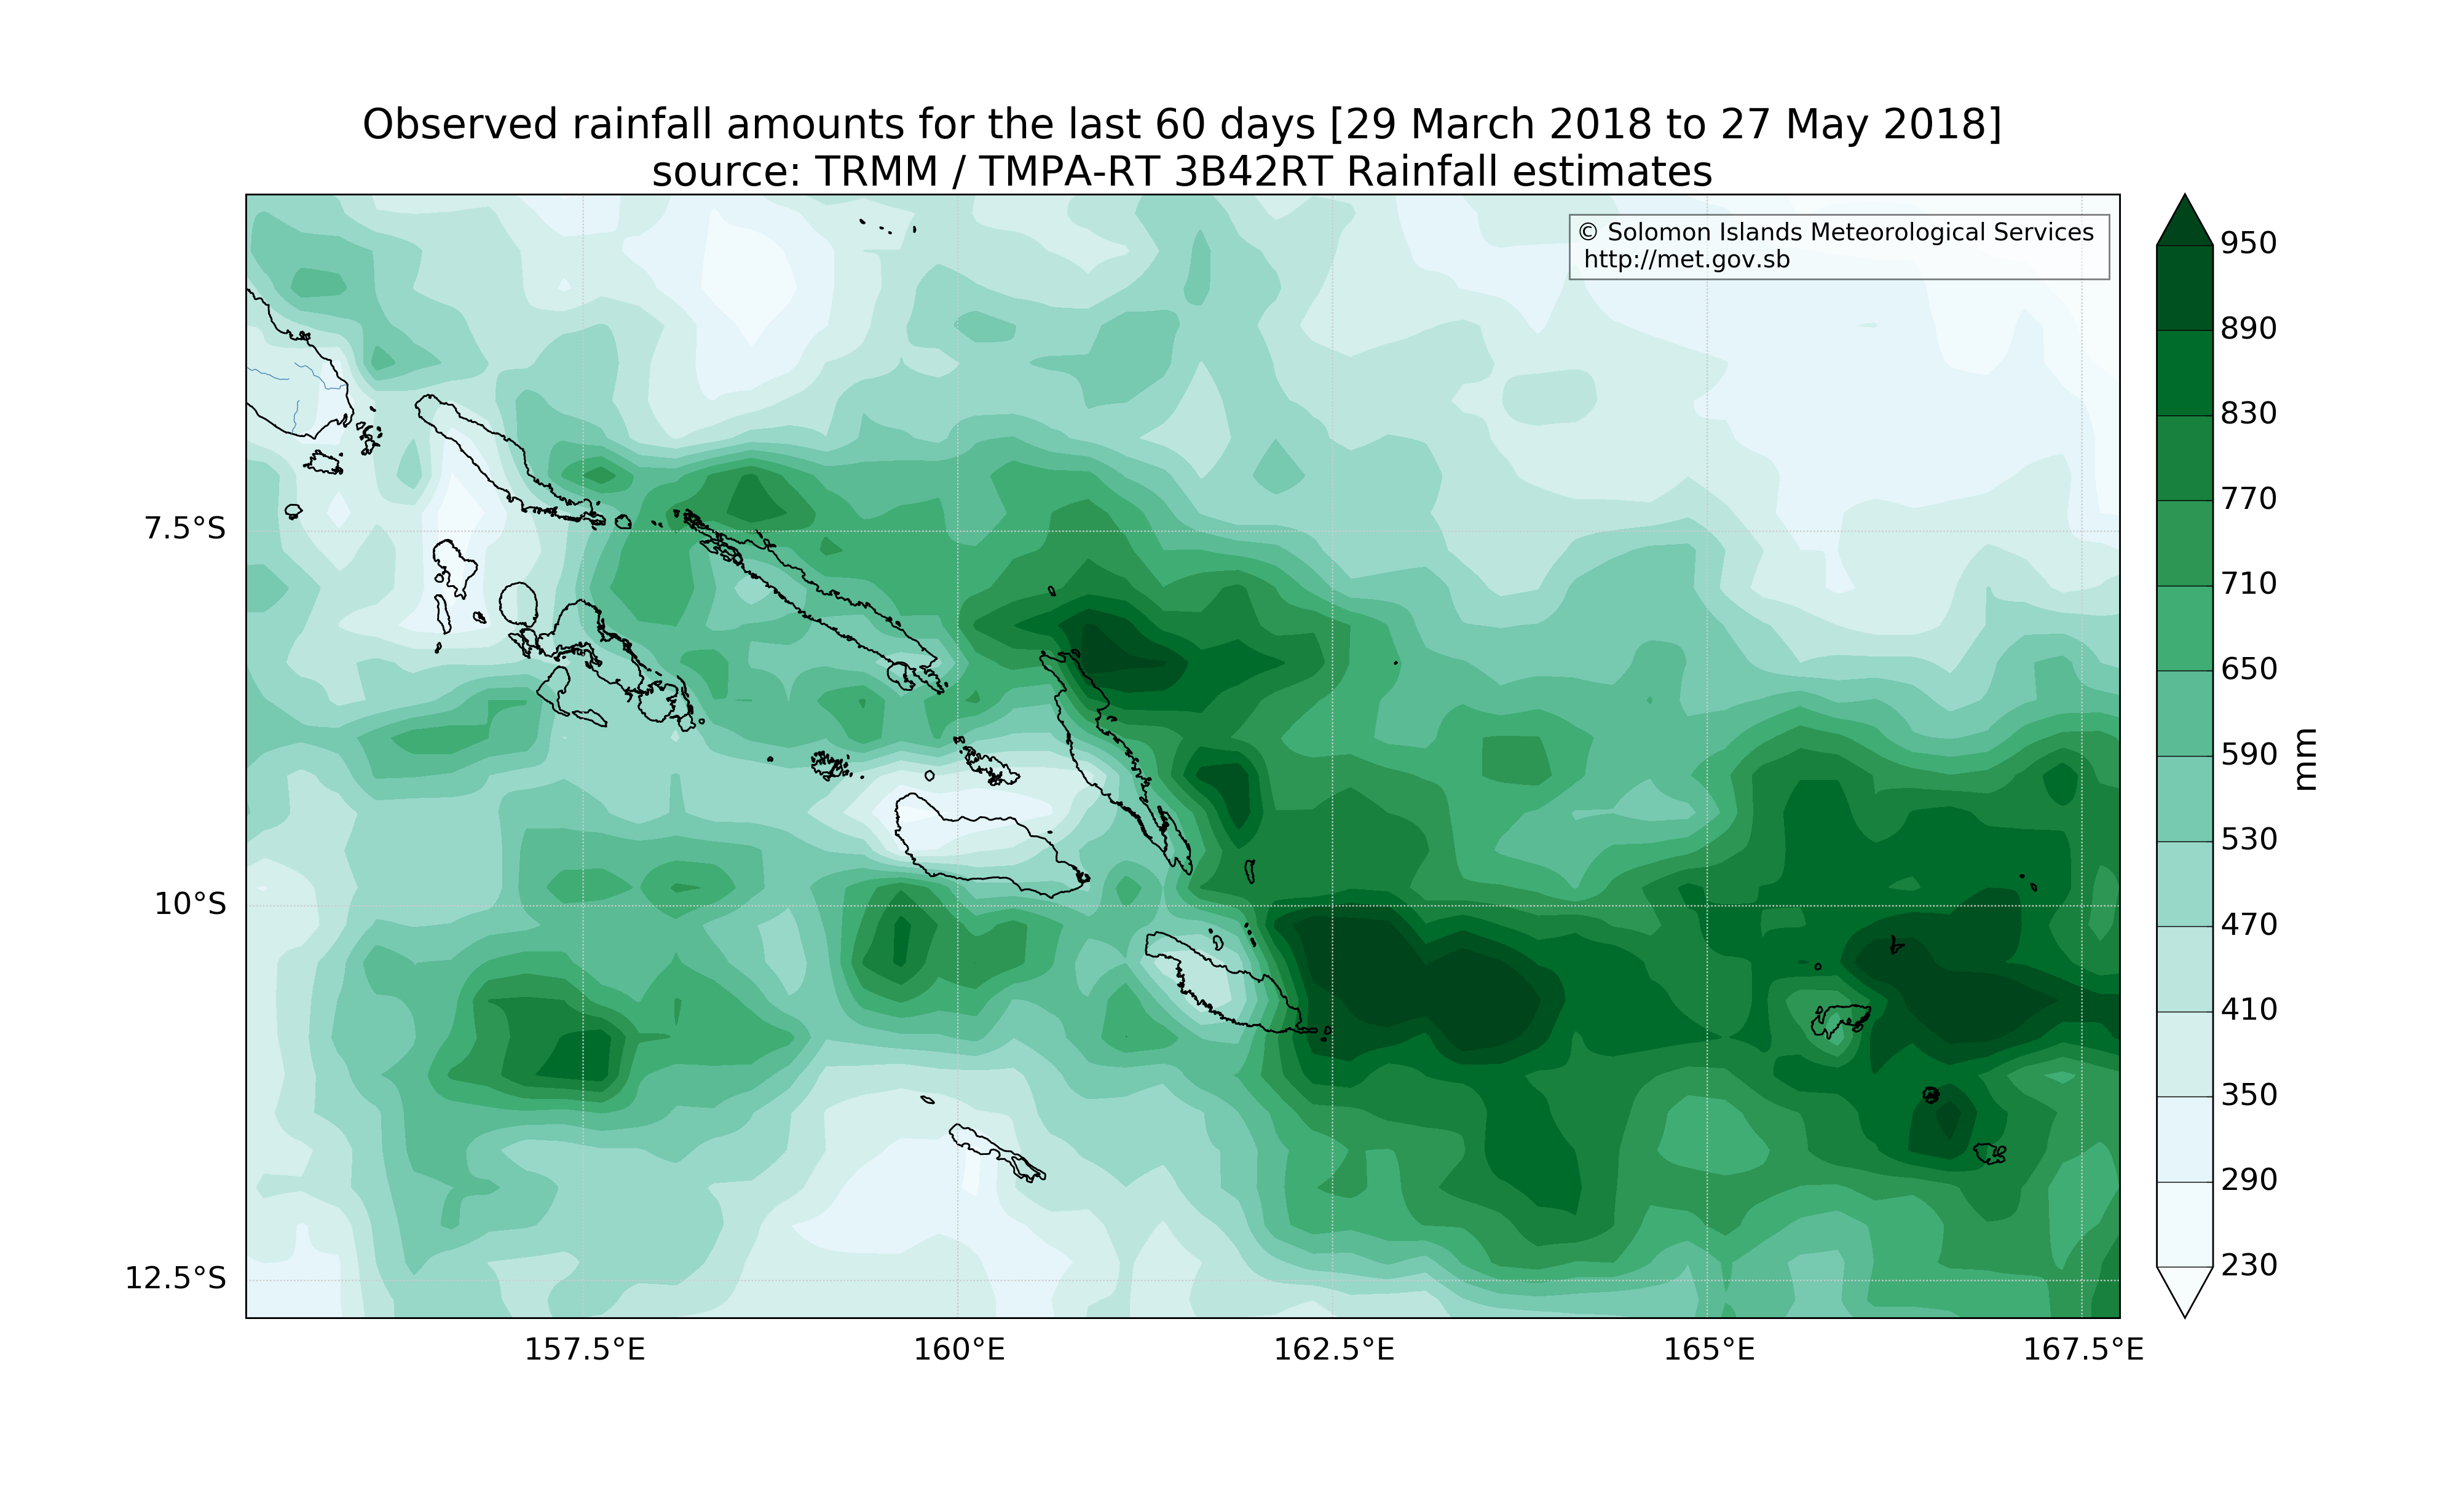 Observed rainfall amounts for the last 60 days [29 March 2018 to 27 May 2018]
source: TRMM / TMPA-RT 3B42RT Rainfall estimates
© Solomon Islands Meteorological Services
http://met.gov.sb
7.5°S
10°S
12.5°S
157.5°E
160°E
162.5°E
165°E
167.5°E
950
890
830
770
710
650
590
530
470
410
350
290
230
mm